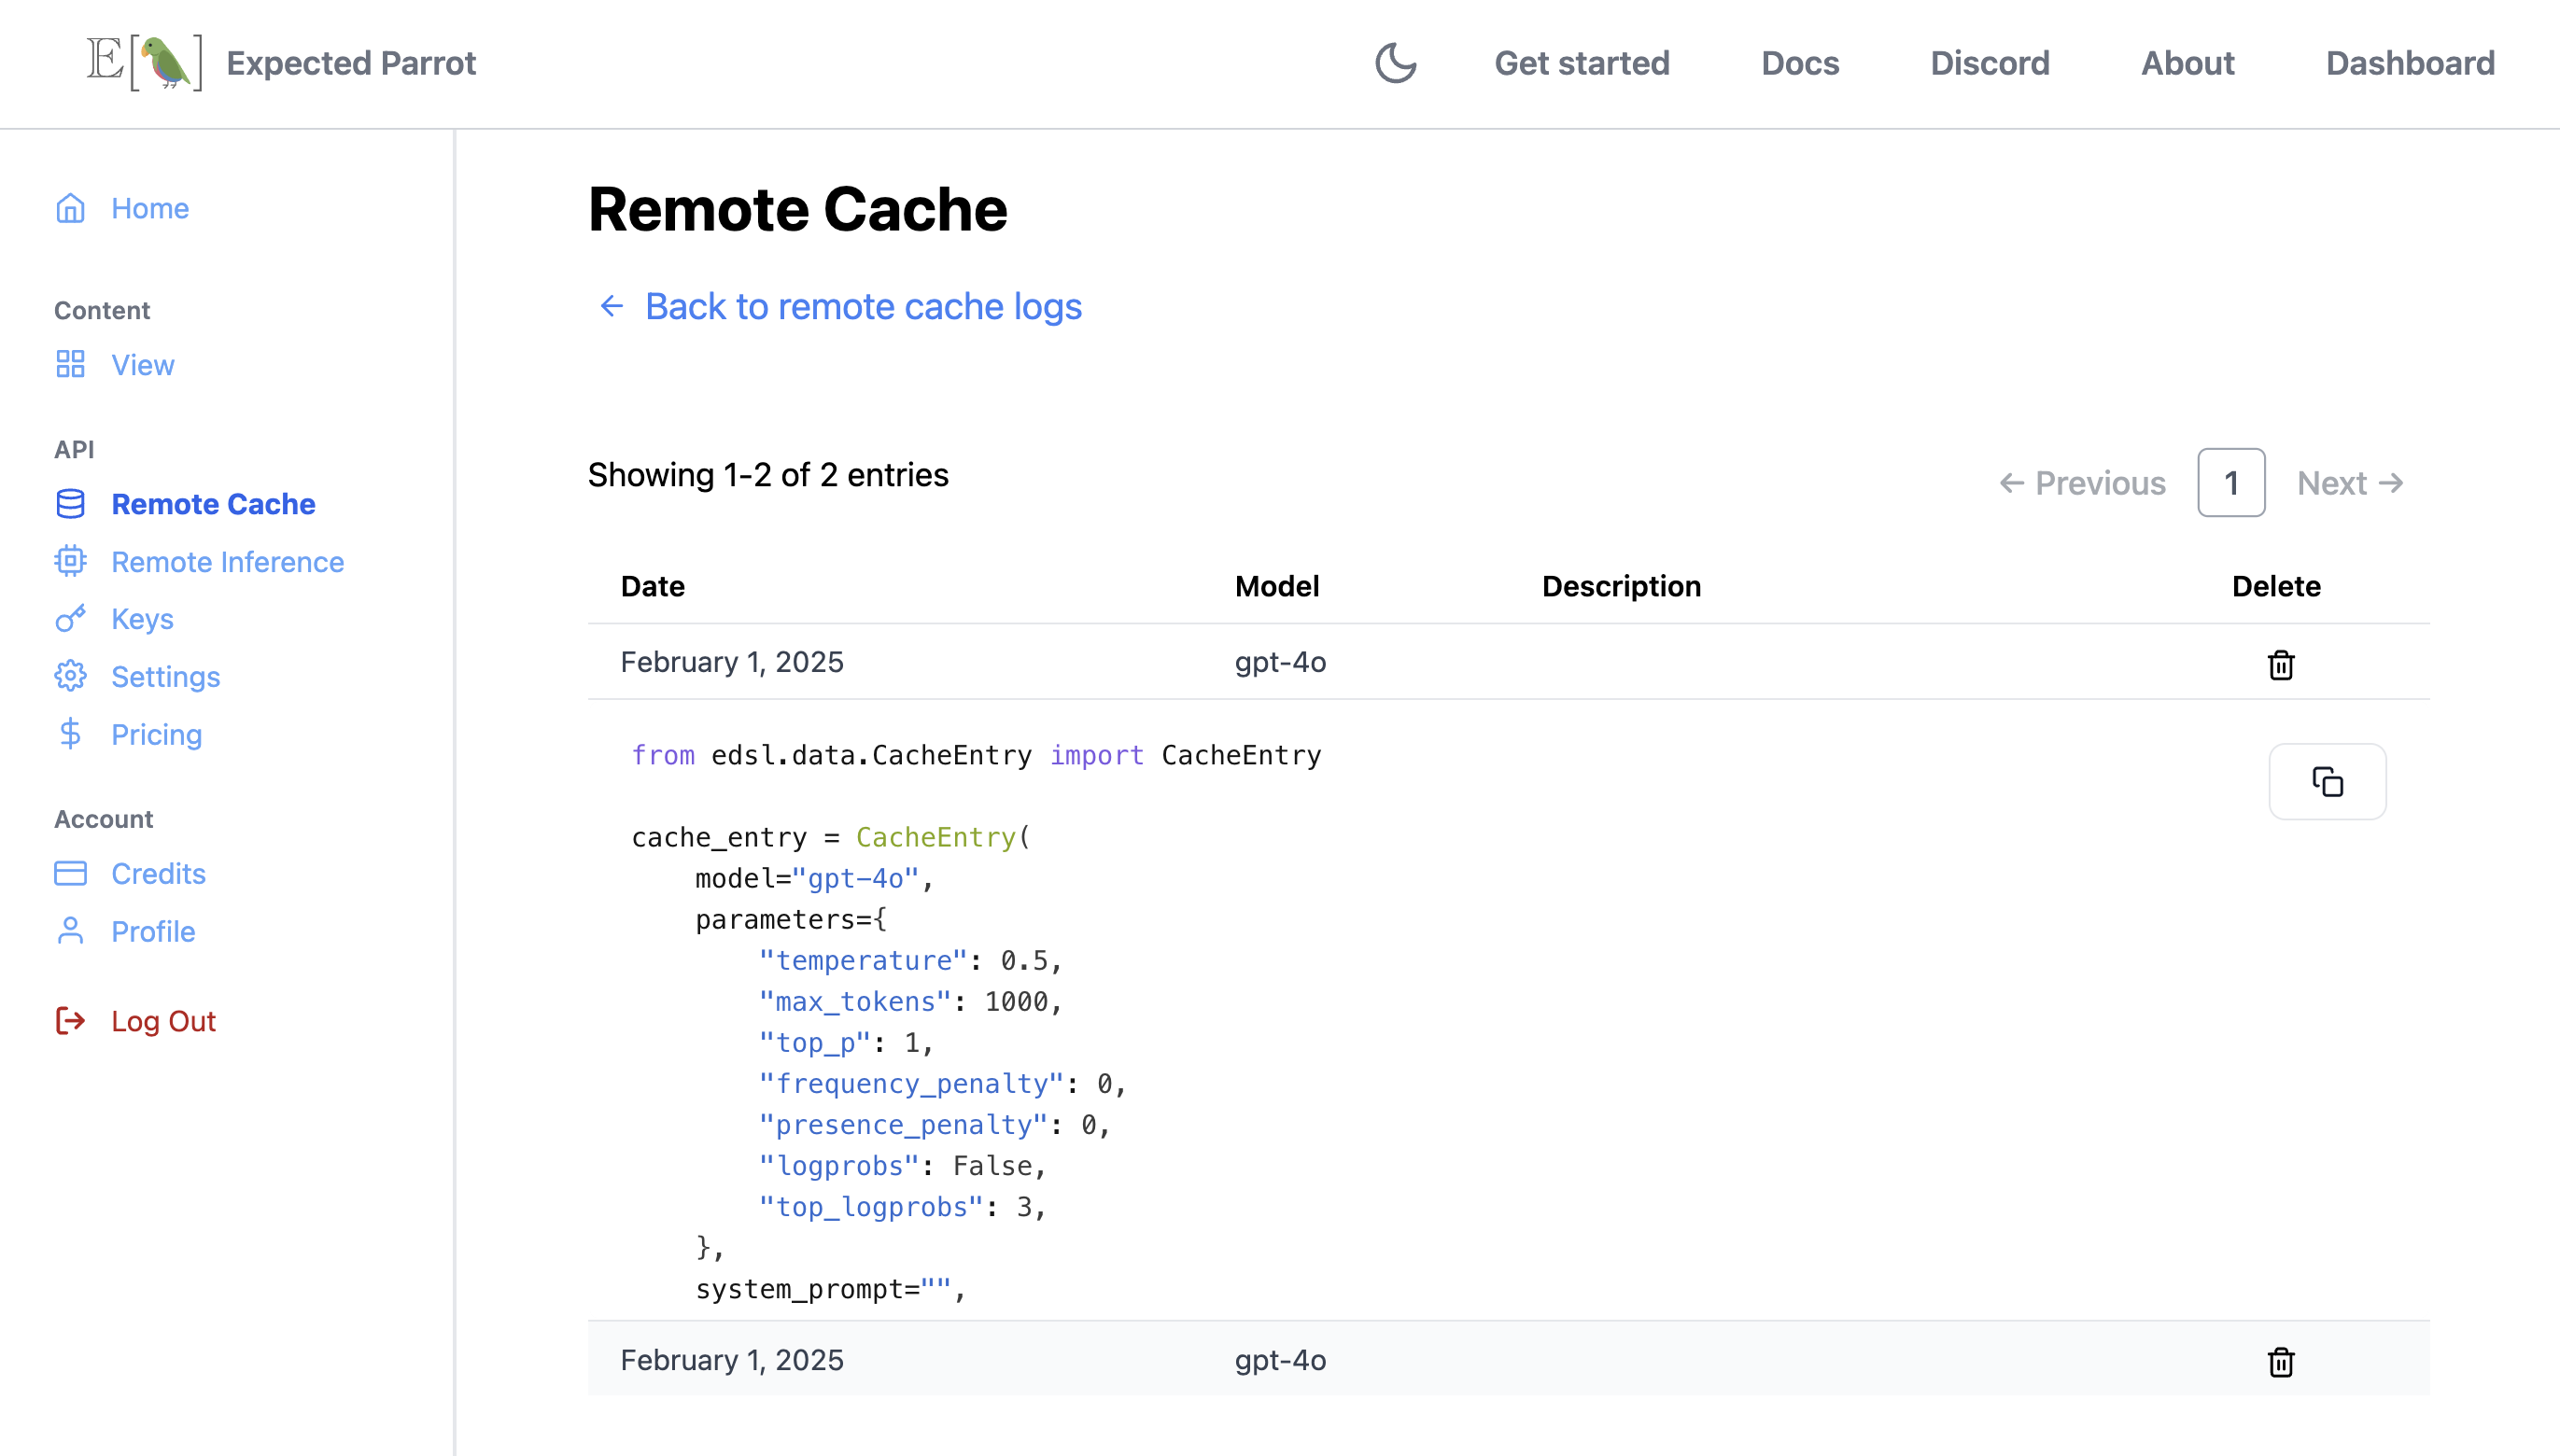 E[ ] Expected Parrot
Get started Docs Discord About Dashboard
Home
Content
View
API
Remote Cache
Remote Inference
Keys
Settings
Pricing
Account
Credits
Profile
Log Out
Remote Cache
← Back to remote cache logs
Showing 1-2 of 2 entries
← Previous 1 Next →
Date Model Description Delete
February 1, 2025 gpt-4o
from edsl.data.CacheEntry import CacheEntry
cache_entry = CacheEntry(
    model="gpt-4o",
    parameters={
        "temperature": 0.5,
        "max_tokens": 1000,
        "top_p": 1,
        "frequency_penalty": 0,
        "presence_penalty": 0,
        "logprobs": False,
        "top_logprobs": 3,
    },
    system_prompt="",
February 1, 2025 gpt-4o